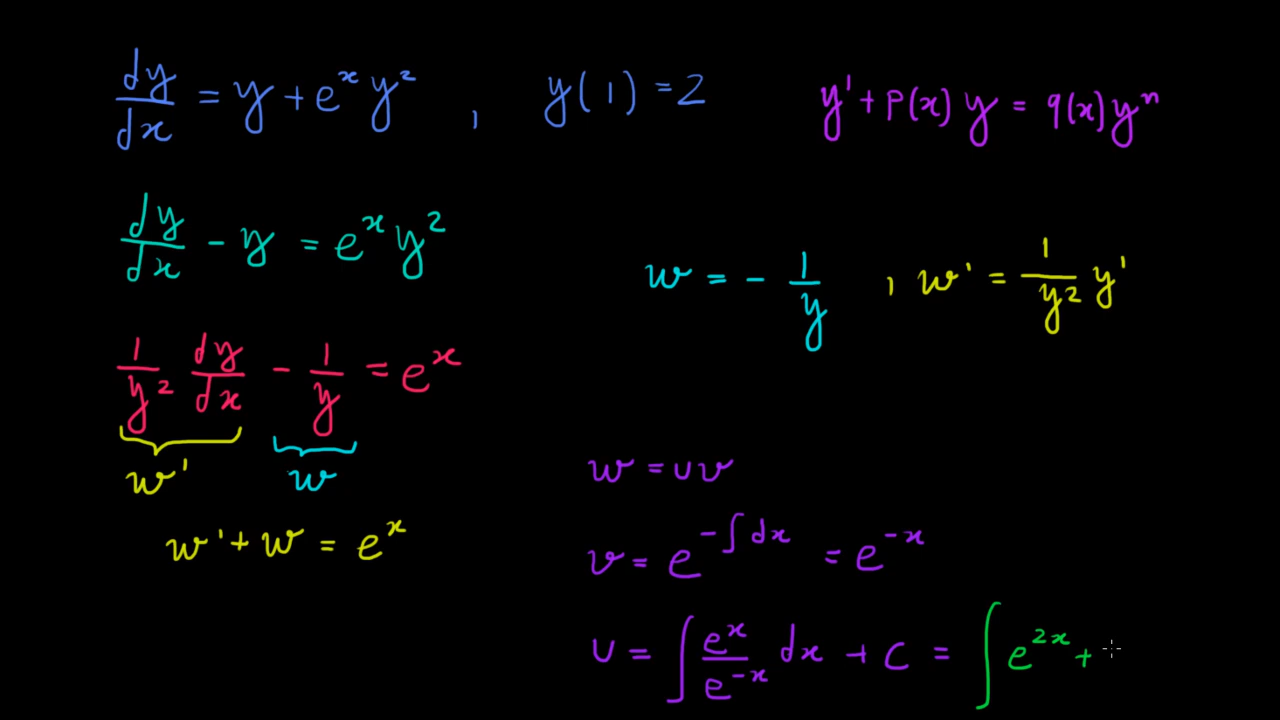 dy/dx = y + e^x y^2 , y(1) = 2
y' + p(x) y = q(x) y^n
dy/dx - y = e^x y^2
w = - 1/y , w' = 1/y^2 y'
1/y^2 dy/dx - 1/y = e^x
w' w
w' + w = e^x
w = uv
v = e^{-∫dx} = e^{-x}
u = ∫ e^x/e^{-x} dx + c = ∫ e^{2x} +